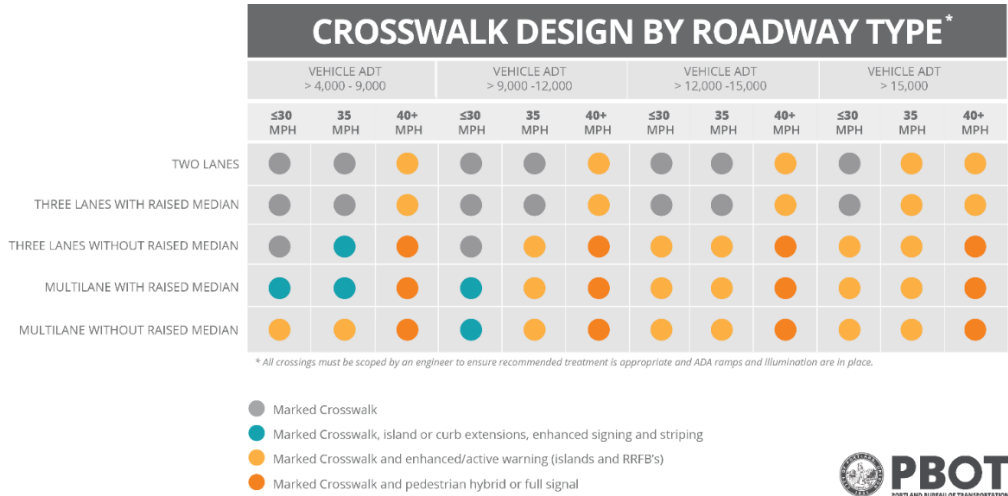 CROSSWALK DESIGN BY ROADWAY TYPE*
VEHICLE ADT
> 4,000 - 9,000
VEHICLE ADT
> 9,000 -12,000
VEHICLE ADT
> 12,000 -15,000
VEHICLE ADT
> 15,000
≤30
MPH
35
MPH
40+
MPH
≤30
MPH
35
MPH
40+
MPH
≤30
MPH
35
MPH
40+
MPH
≤30
MPH
35
MPH
40+
MPH
TWO LANES
THREE LANES WITH RAISED MEDIAN
THREE LANES WITHOUT RAISED MEDIAN
MULTILANE WITH RAISED MEDIAN
MULTILANE WITHOUT RAISED MEDIAN
* All crossings must be scoped by an engineer to ensure recommended treatment is appropriate and ADA ramps and illumination are in place.
Marked Crosswalk
Marked Crosswalk, island or curb extensions, enhanced signing and striping
Marked Crosswalk and enhanced/active warning (islands and RRFB's)
Marked Crosswalk and pedestrian hybrid or full signal
PBOT
PORTLAND BUREAU OF TRANSPORTATION